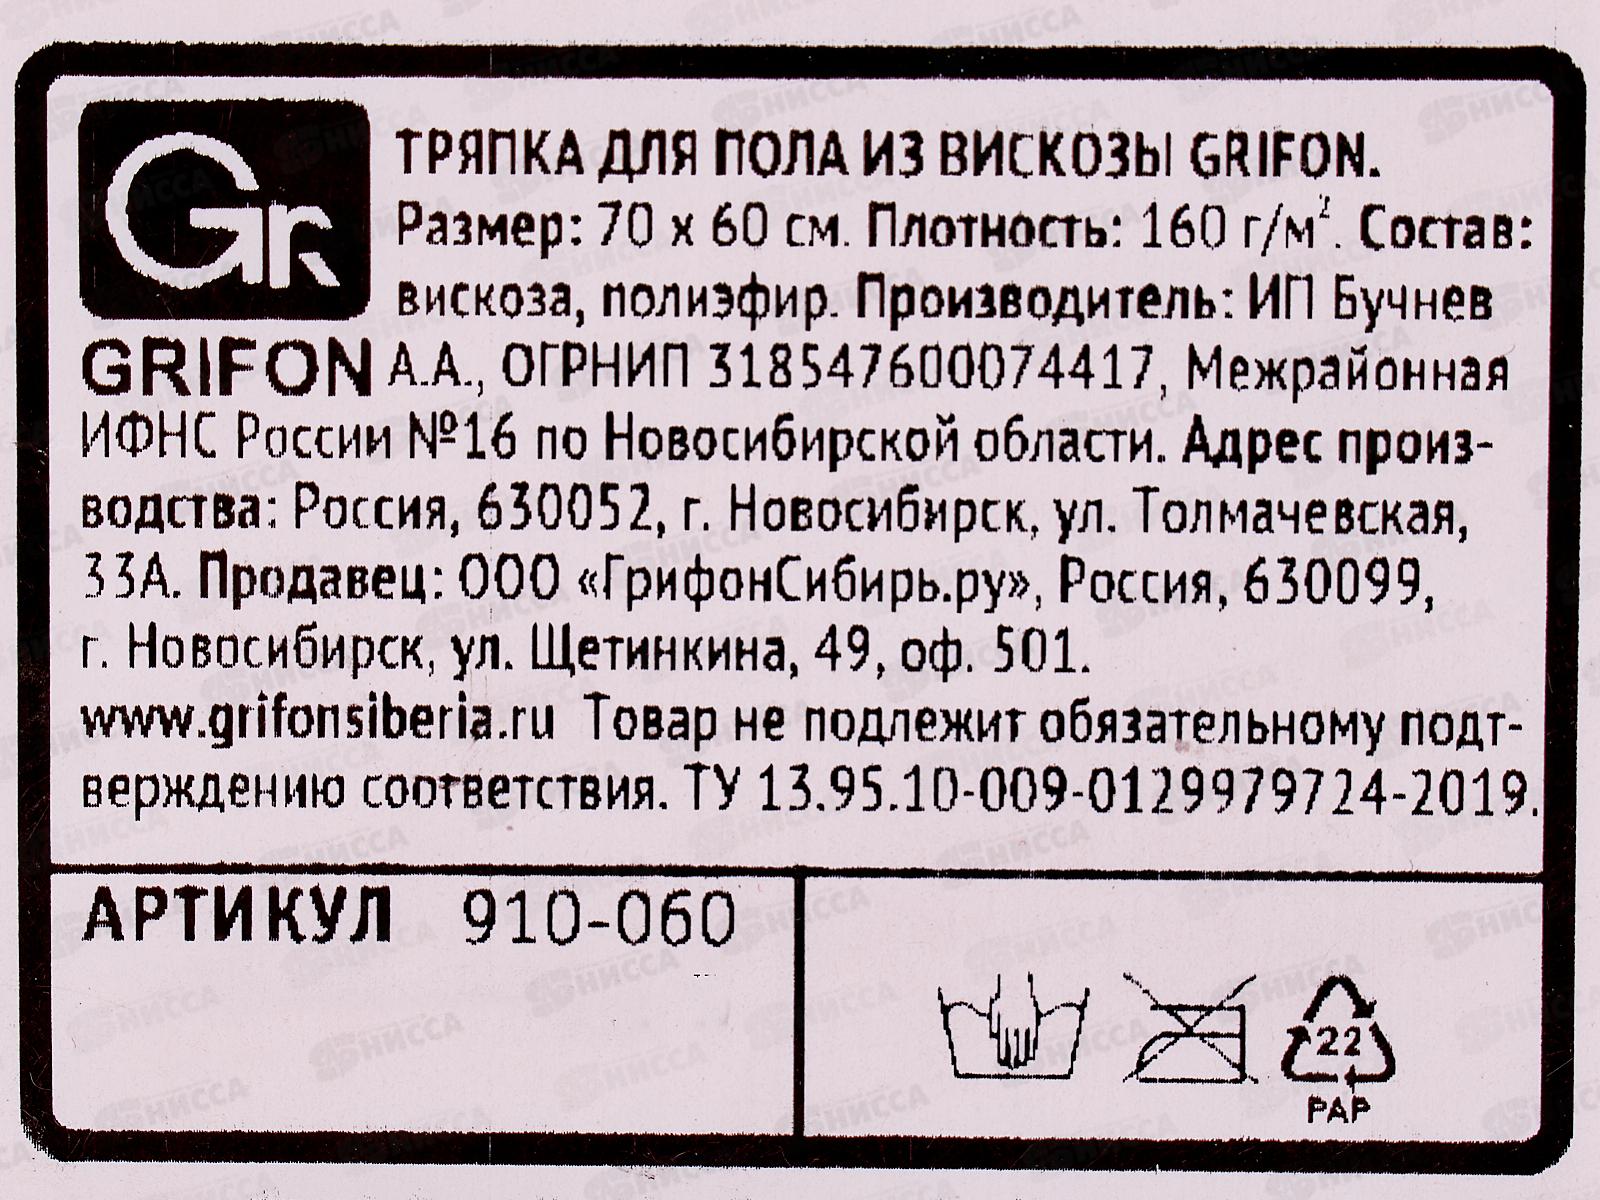 Gr
GRIFON
ТРЯПКА ДЛЯ ПОЛА ИЗ ВИСКОЗЫ GRIFON.
Размер: 70 х 60 см. Плотность: 160 г/м². Состав:
вискоза, полиэфир. Производитель: ИП Бучнев
А.А., ОГРНИП 318547600074417, Межрайонная
ИФНС России №16 по Новосибирской области. Адрес произ-
водства: Россия, 630052, г. Новосибирск, ул. Толмачевская,
33А. Продавец: ООО «ГрифонСибирь.ру», Россия, 630099,
г. Новосибирск, ул. Щетинкина, 49, оф. 501.
www.grifonsiberia.ru Товар не подлежит обязательному подт-
верждению соответствия. ТУ 13.95.10-009-0129979724-2019.
АРТИКУЛ 910-060
22
PAP